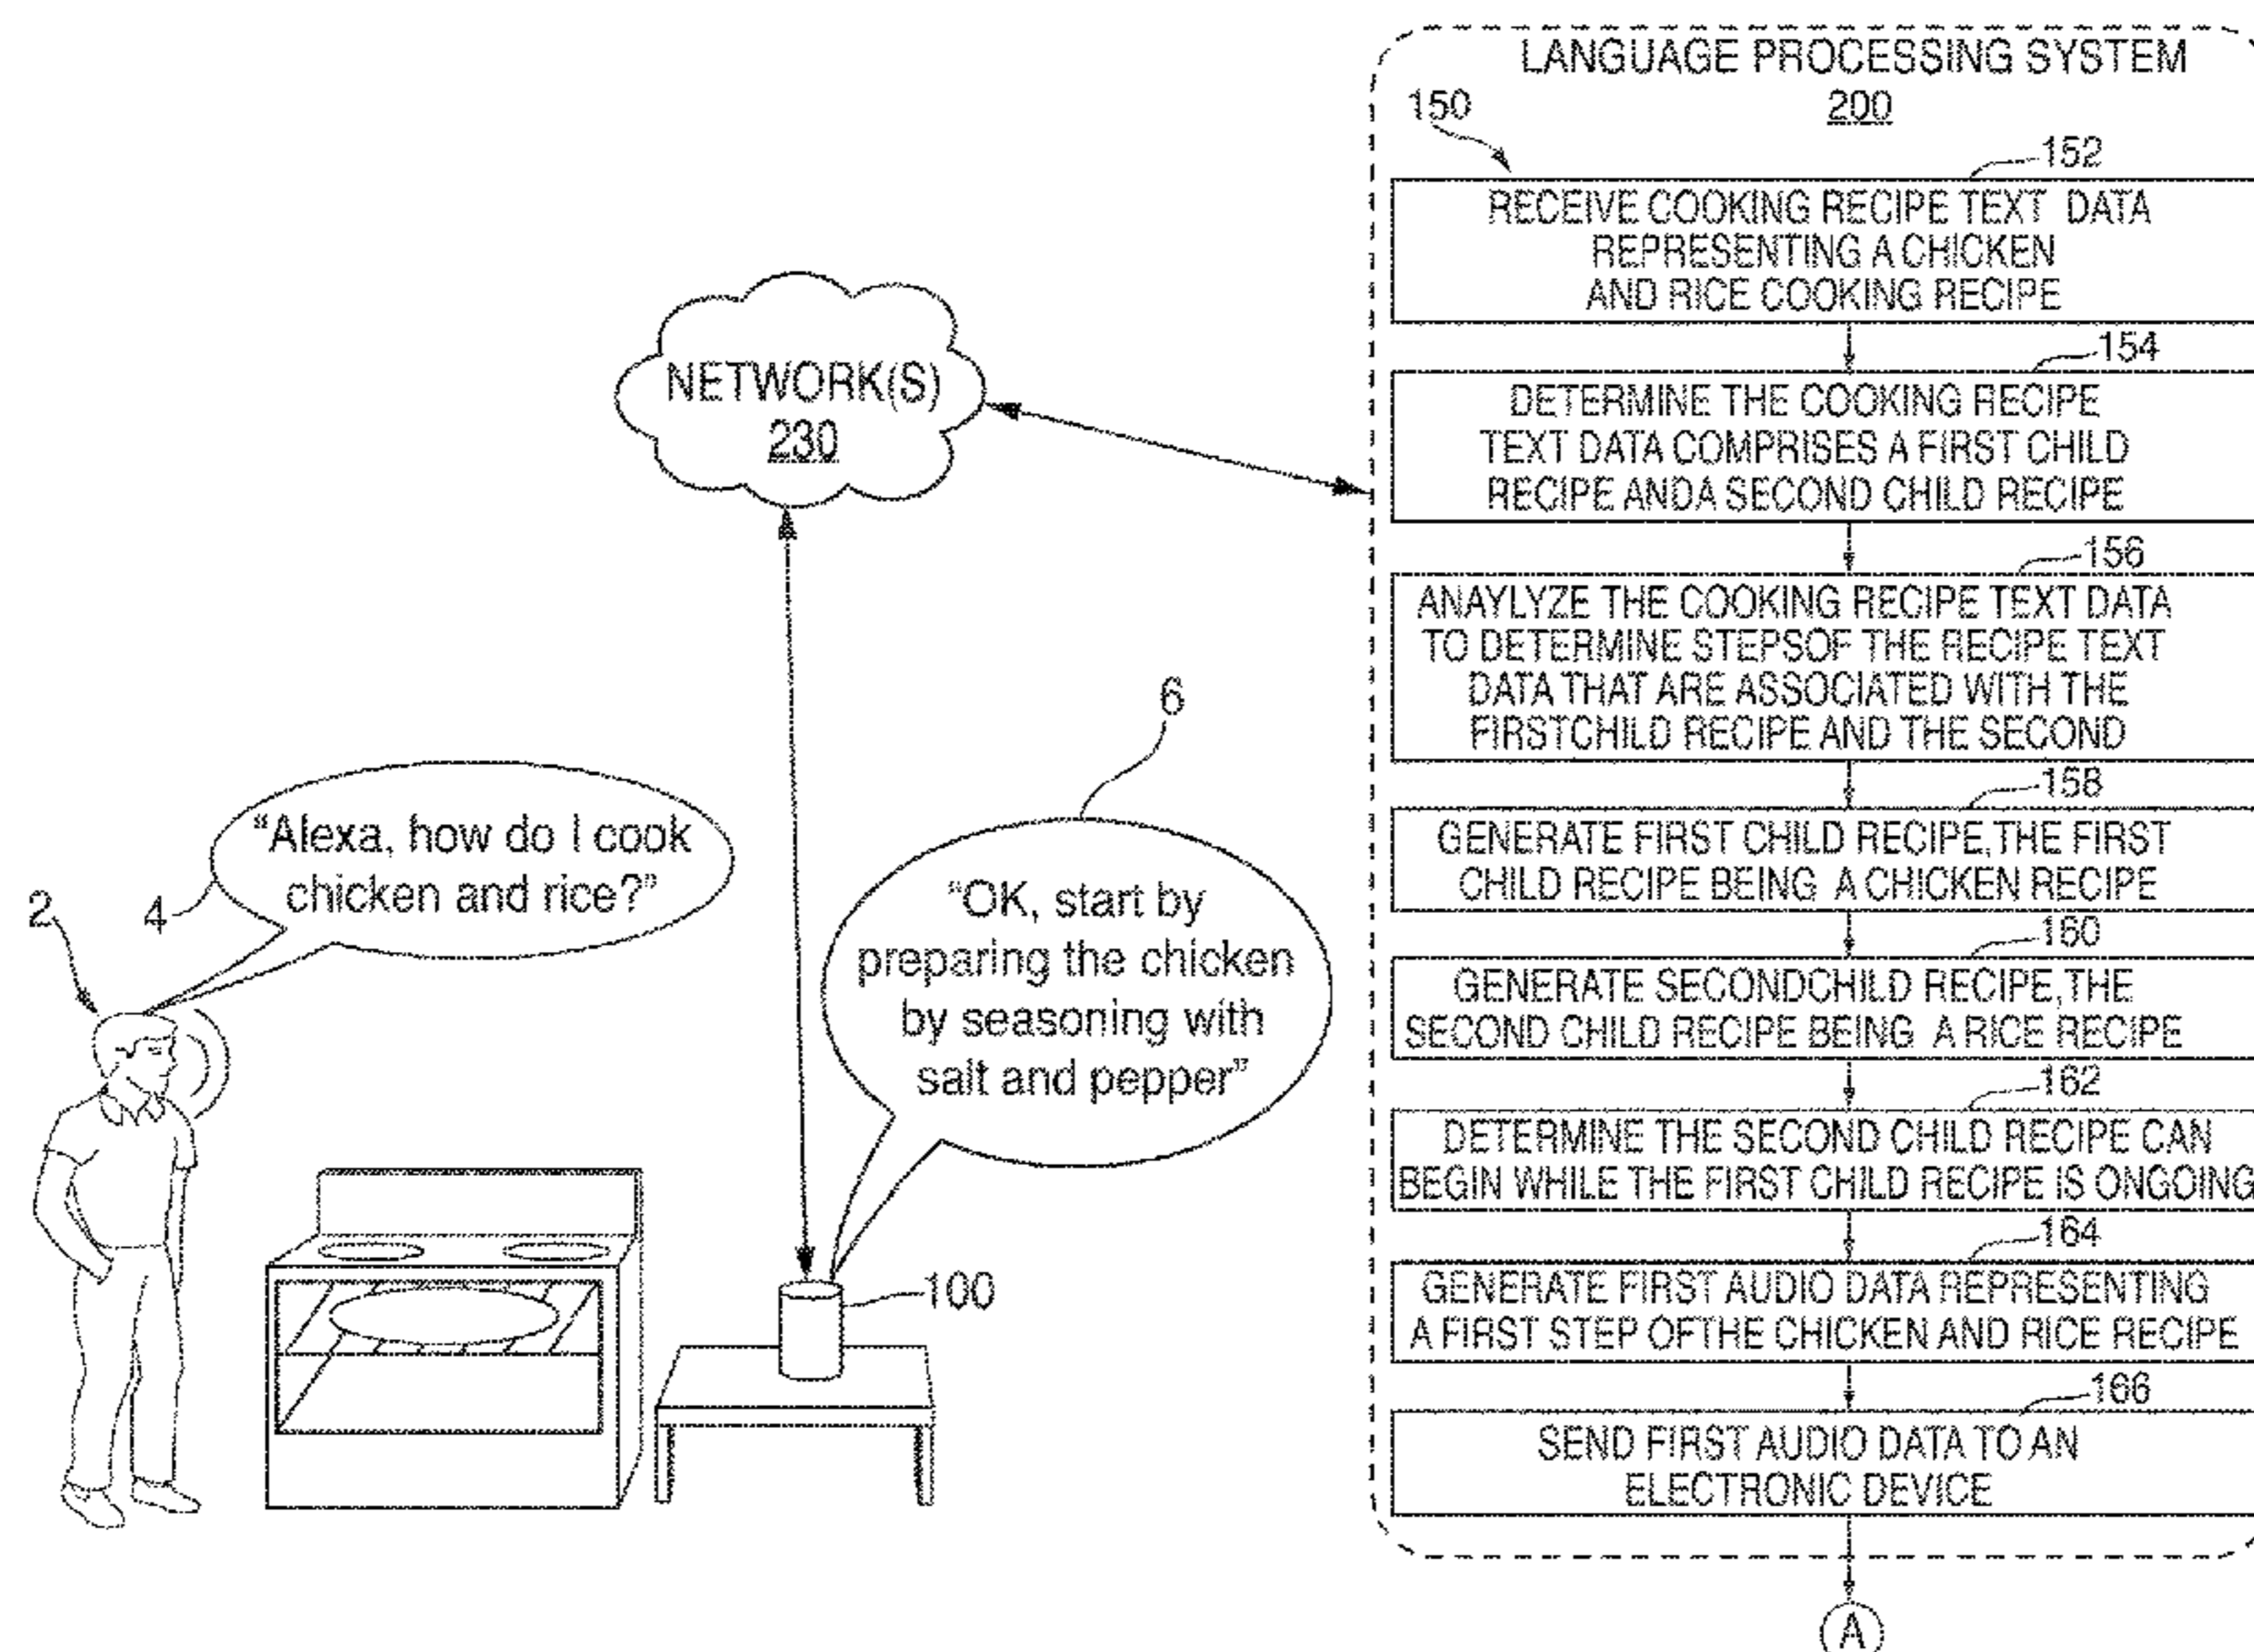 LANGUAGE PROCESSING SYSTEM
200
150
152
RECEIVE COOKING RECIPE TEXT DATA
REPRESENTING A CHICKEN
AND RICE COOKING RECIPE
154
DETERMINE THE COOKING RECIPE
TEXT DATA COMPRISES A FIRST CHILD
RECIPE ANDA SECOND CHILD RECIPE
156
ANAYLYZE THE COOKING RECIPE TEXT DATA
TO DETERMINE STEPSOF THE RECIPE TEXT
DATA THAT ARE ASSOCIATED WITH THE
FIRSTCHILD RECIPE AND THE SECOND
158
GENERATE FIRST CHILD RECIPE,THE FIRST
CHILD RECIPE BEING A CHICKEN RECIPE
160
GENERATE SECONDCHILD RECIPE,THE
SECOND CHILD RECIPE BEING A RICE RECIPE
162
DETERMINE THE SECOND CHILD RECIPE CAN
BEGIN WHILE THE FIRST CHILD RECIPE IS ONGOING
164
GENERATE FIRST AUDIO DATA REPRESENTING
A FIRST STEP OFTHE CHICKEN AND RICE RECIPE
166
SEND FIRST AUDIO DATA TO AN
ELECTRONIC DEVICE
A
NETWORK(S)
230
6
"Alexa, how do I cook
chicken and rice?"
4
2
"OK, start by
preparing the chicken
by seasoning with
salt and pepper"
100